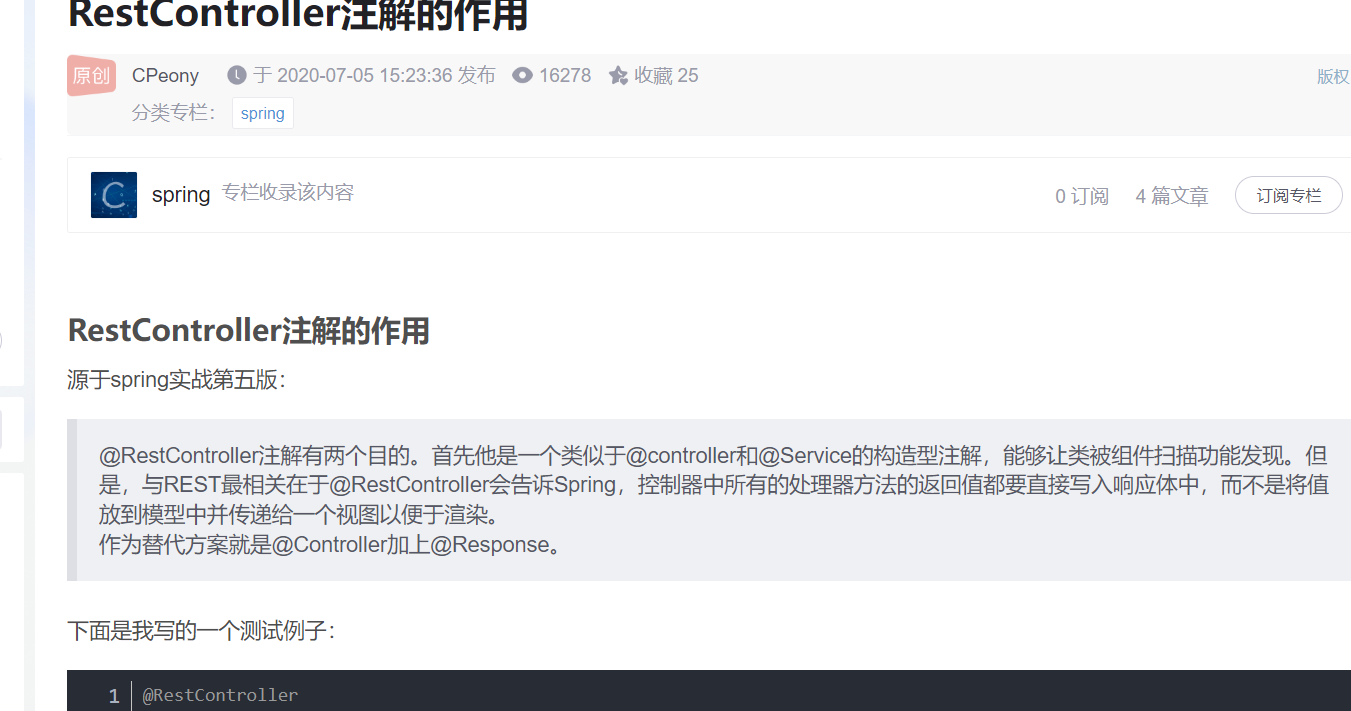 RestController注解的作用
原创 CPeony 于 2020-07-05 15:23:36 发布 16278 收藏 25 版权
分类专栏： spring
spring 专栏收录该内容 0 订阅 4 篇文章 订阅专栏
RestController注解的作用
源于spring实战第五版：
@RestController注解有两个目的。首先他是一个类似于@controller和@Service的构造型注解，能够让类被组件扫描功能发现。但
是，与REST最相关在于@RestController会告诉Spring，控制器中所有的处理器方法的返回值都要直接写入响应体中，而不是将值
放到模型中并传递给一个视图以便于渲染。
作为替代方案就是@Controller加上@Response。
下面是我写的一个测试例子：
1 @RestController